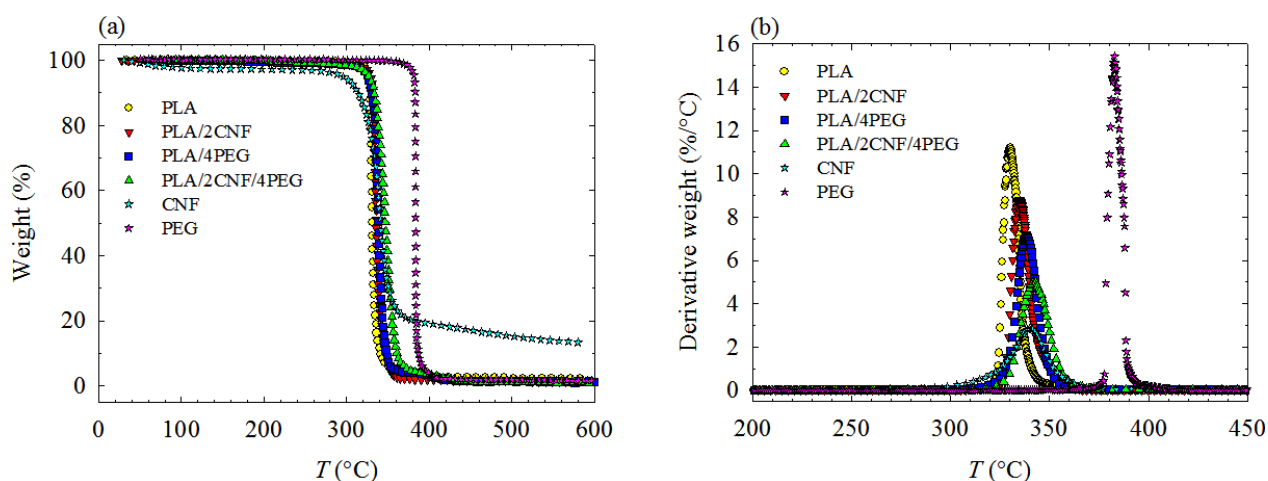 (a)
100
80
60
40
20
0
Weight (%)
PLA
PLA/2CNF
PLA/4PEG
PLA/2CNF/4PEG
CNF
PEG
0 100 200 300 400 500 600
T (°C)
(b)
16
14
12
10
8
6
4
2
0
Derivative weight (%/°C)
PLA
PLA/2CNF
PLA/4PEG
PLA/2CNF/4PEG
CNF
PEG
200 250 300 350 400 450
T (°C)